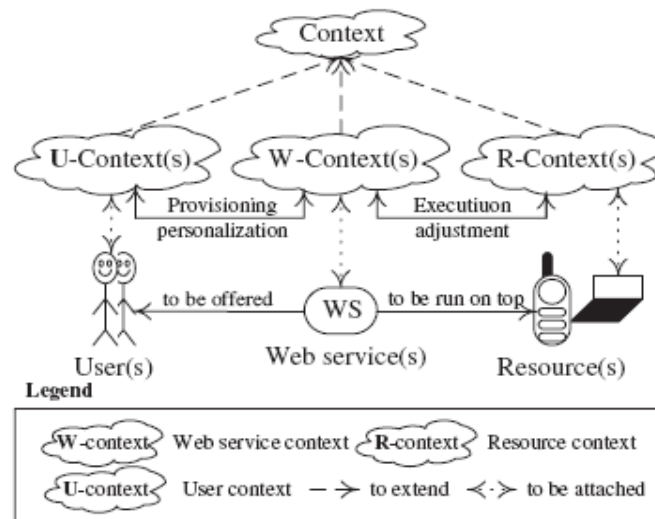 Context
U-Context(s) W-Context(s) R-Context(s)
Provisioning
personalization
Executiuon
adjustment
to be offered WS to be run on top
User(s) Web service(s) Resource(s)
Legend
W-context Web service context R-context Resource context
U-context User context to extend to be attached